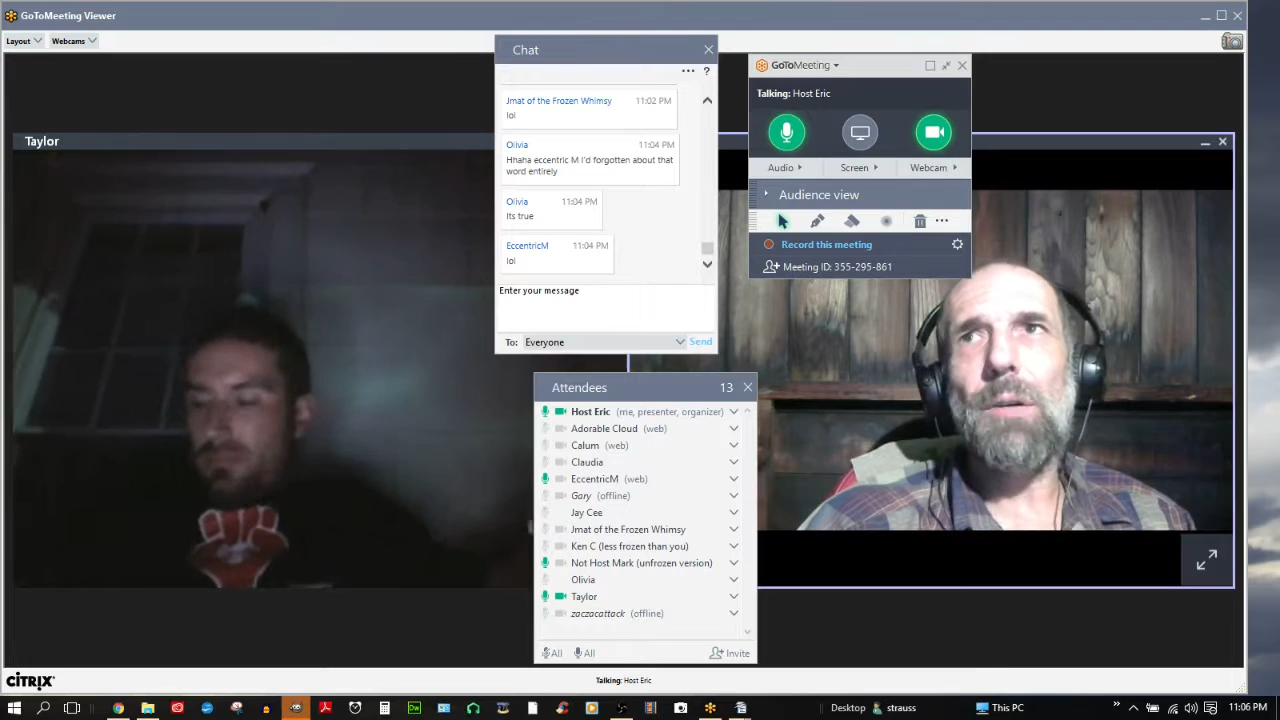 GoToMeeting Viewer
Layout
Webcams
Taylor
Chat
... ?
Jmat of the Frozen Whimsy 11:02 PM
lol
Olivia 11:04 PM
Hhaha eccentric M I'd forgotten about that
word entirely
Olivia 11:04 PM
Its true
EccentricM 11:04 PM
lol
Enter your message
To: Everyone Send
GoToMeeting
Talking: Host Eric
Audio Screen Webcam
Audience view
...
Record this meeting
Meeting ID: 355-295-861
Attendees 13
Host Eric (me, presenter, organizer)
Adorable Cloud (web)
Calum (web)
Claudia
EccentricM (web)
Gary (offline)
Jay Cee
Jmat of the Frozen Whimsy
Ken C (less frozen than you)
Not Host Mark (unfrozen version)
Olivia
Taylor
zaczacattack (offline)
All All Invite
CITRIX
Talking: Host Eric
Dw
Desktop strauss » This PC 11:06 PM